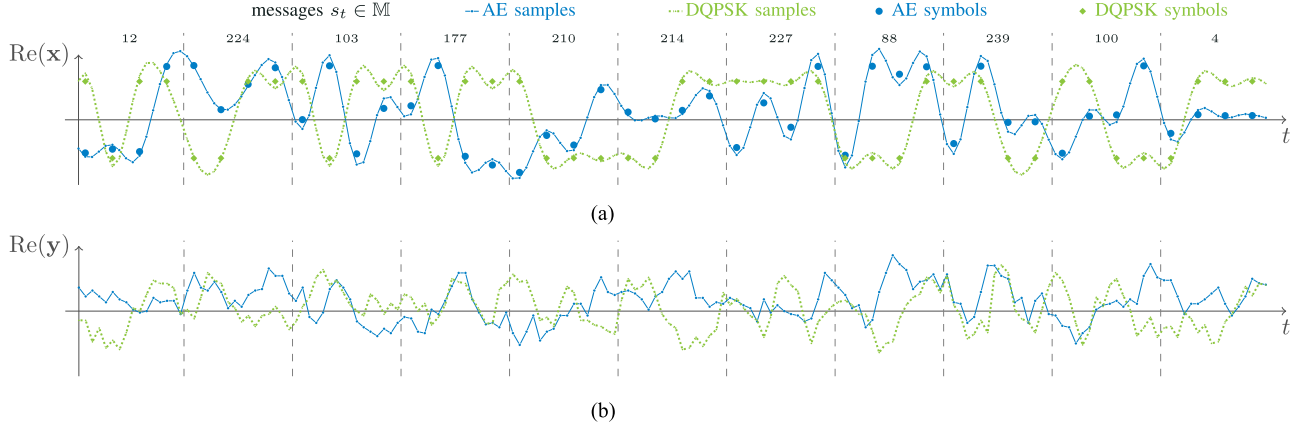 messages s_t ∈ 𝕄 AE samples DQPSK samples AE symbols DQPSK symbols
12 224 103 177 210 214 227 88 239 100 4
Re(x)
t
(a)
Re(y)
t
(b)